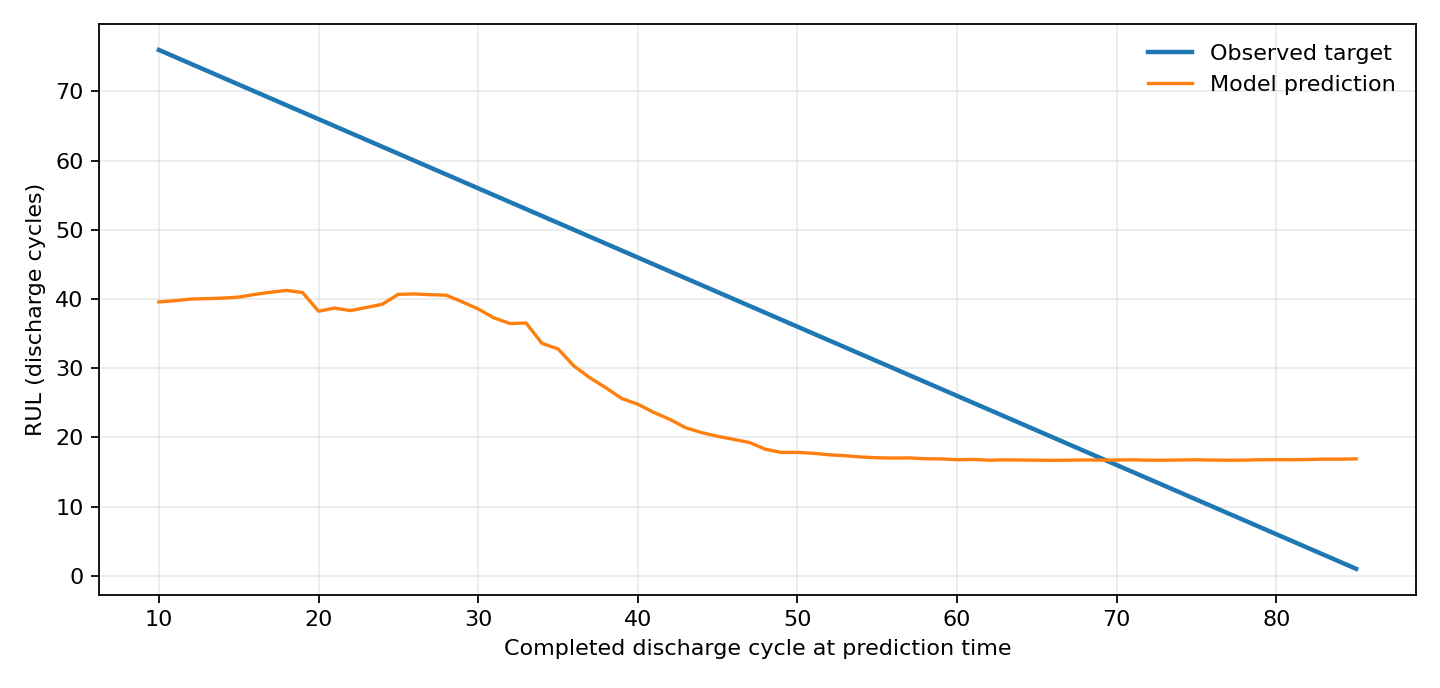 Observed target
Model prediction
RUL (discharge cycles)
70
60
50
40
30
20
10
0
10 20 30 40 50 60 70 80
Completed discharge cycle at prediction time